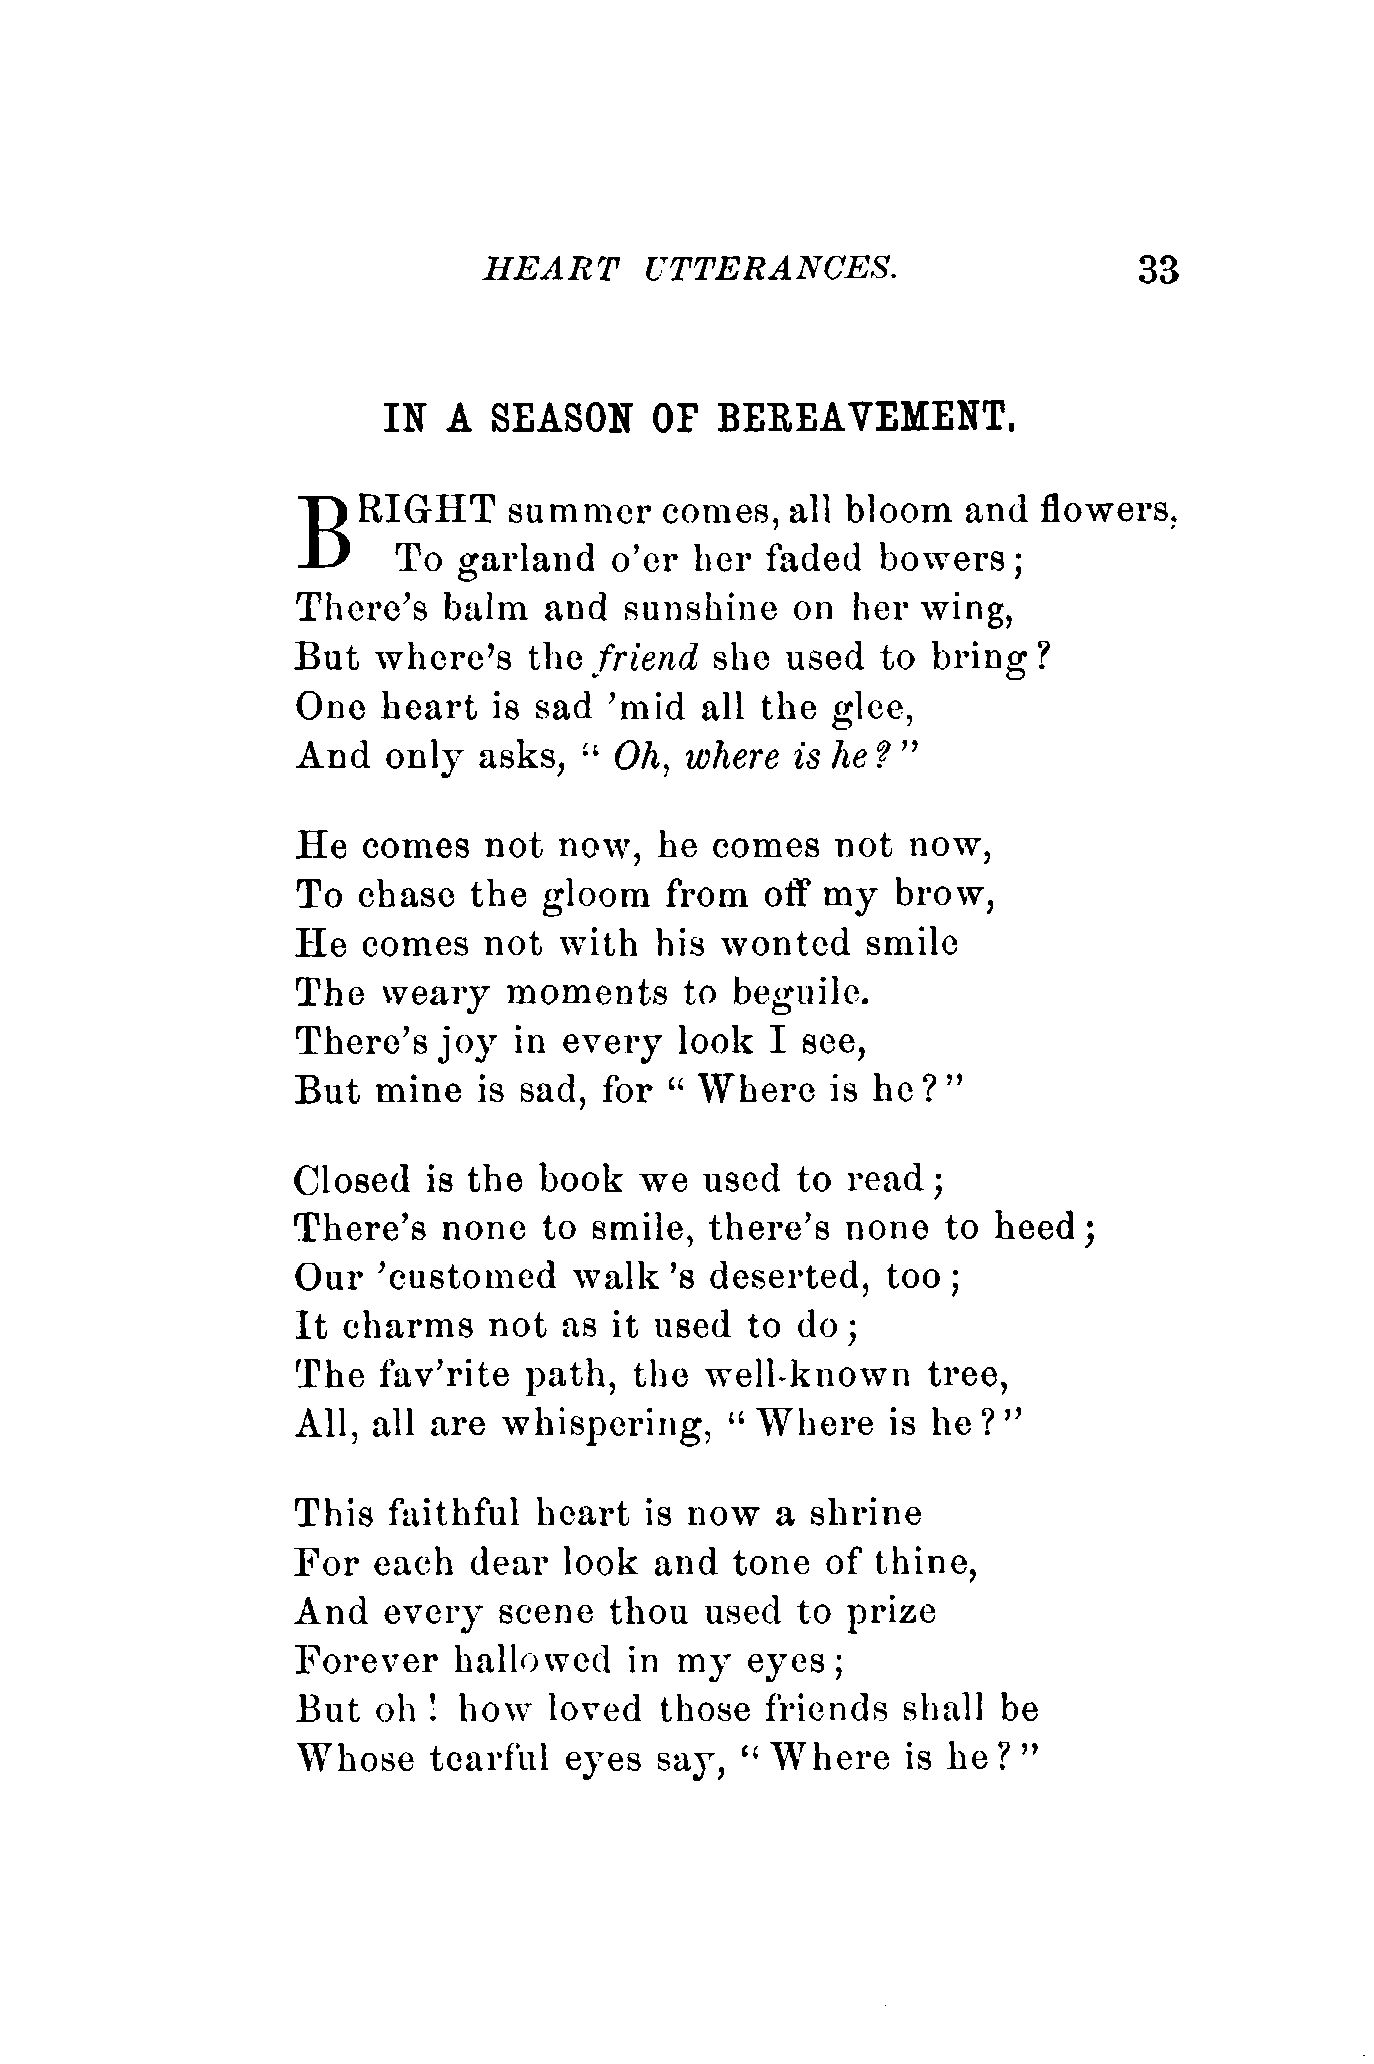 HEART UTTERANCES. 33
IN A SEASON OF BEREAVEMENT.
BRIGHT summer comes, all bloom and flowers,
To garland o'er her faded bowers;
There's balm and sunshine on her wing,
But where's the friend she used to bring?
One heart is sad 'mid all the glee,
And only asks, "Oh, where is he?"
He comes not now, he comes not now,
To chase the gloom from off my brow,
He comes not with his wonted smile
The weary moments to beguile.
There's joy in every look I see,
But mine is sad, for "Where is he?"
Closed is the book we used to read;
There's none to smile, there's none to heed;
Our 'customed walk 's deserted, too;
It charms not as it used to do;
The fav'rite path, the well-known tree,
All, all are whispering, "Where is he?"
This faithful heart is now a shrine
For each dear look and tone of thine,
And every scene thou used to prize
Forever hallowed in my eyes;
But oh! how loved those friends shall be
Whose tearful eyes say, "Where is he?"